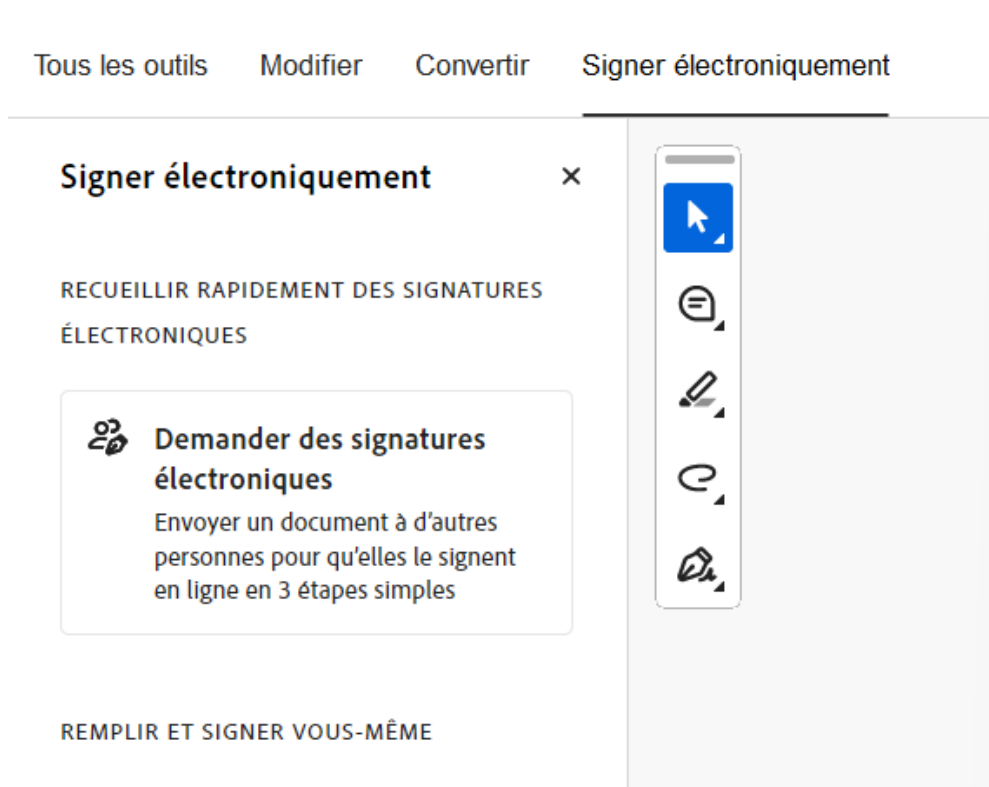 Tous les outils Modifier Convertir Signer électroniquement
Signer électroniquement
RECUEILLIR RAPIDEMENT DES SIGNATURES
ÉLECTRONIQUES
Demander des signatures
électroniques
Envoyer un document à d’autres
personnes pour qu’elles le signent
en ligne en 3 étapes simples
REMPLIR ET SIGNER VOUS-MÊME